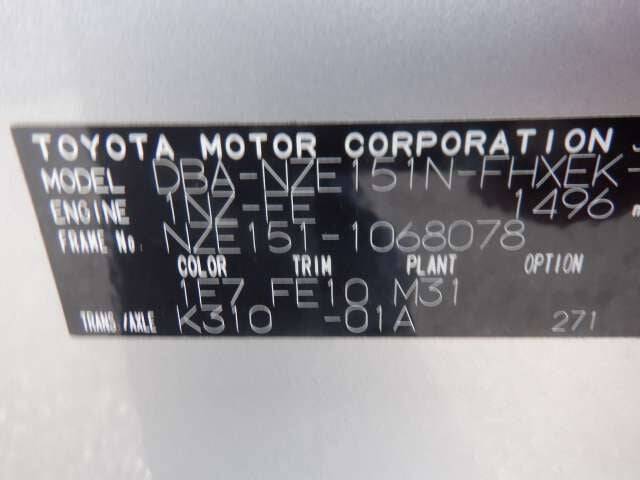 TOYOTA MOTOR CORPORATION J
MODEL DBA-NZE151N-FHXEK-
ENGINE 1NZ-FE 1496 m
FRAME No. NZE151-1068078
COLOR TRIM PLANT OPTION
1E7 FE10 M31
TRANS./AXLE K310 -01A 271